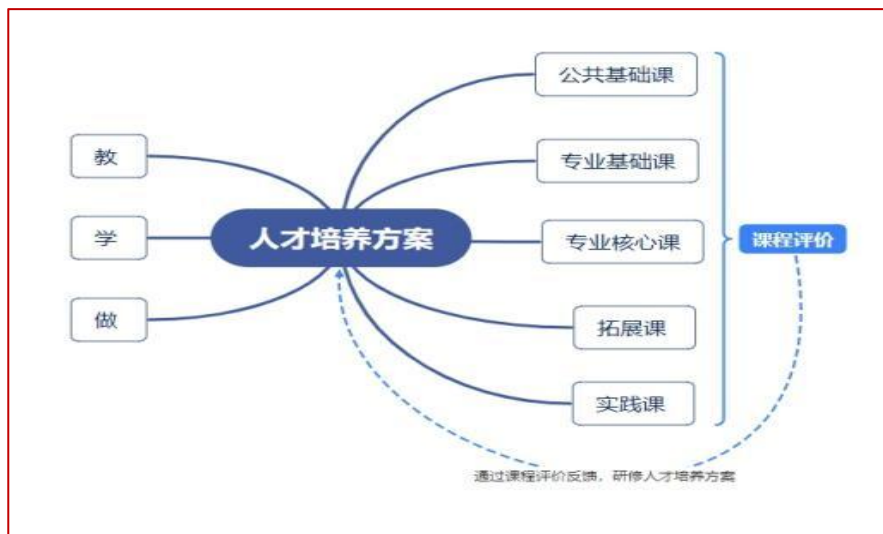 教
学
做
人才培养方案
公共基础课
专业基础课
专业核心课
拓展课
实践课
课程评价
通过课程评价反馈，研修人才培养方案